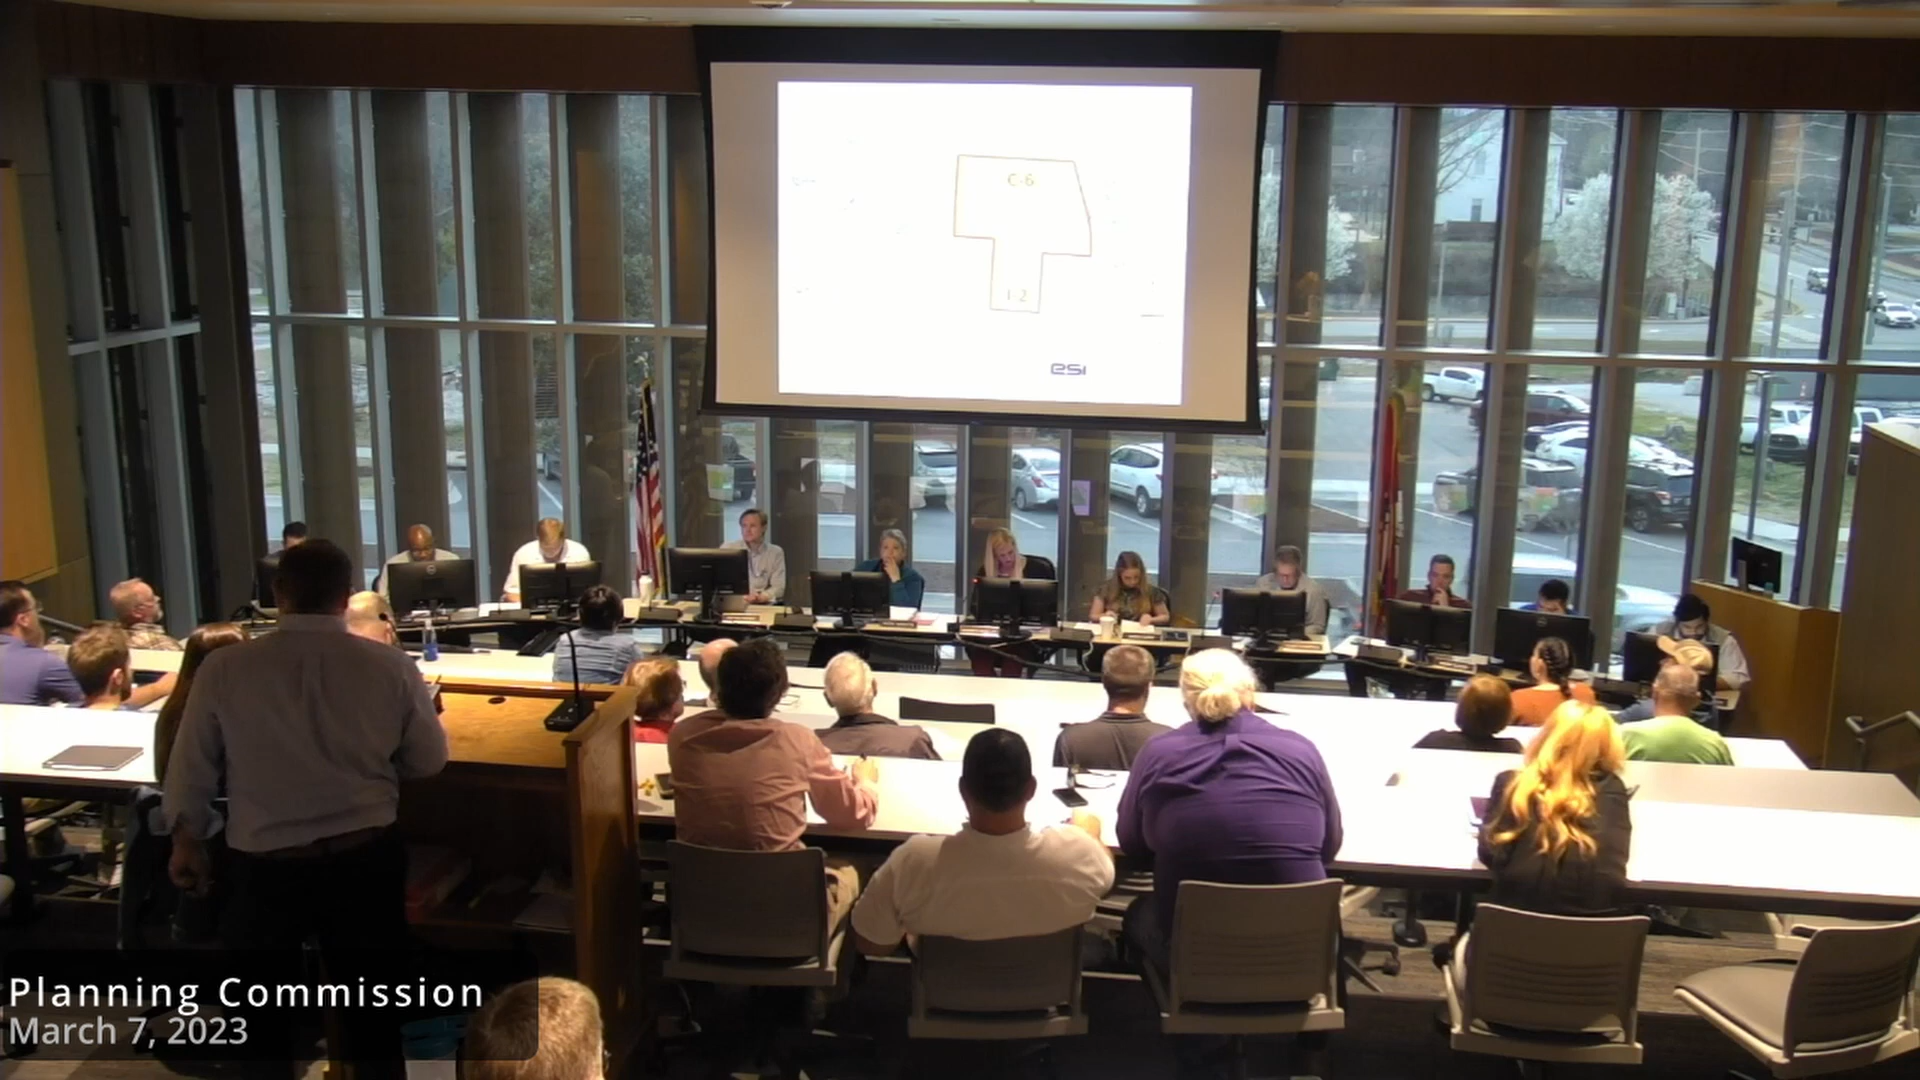 C-6
I-2
esi
Planning Commission
March 7, 2023